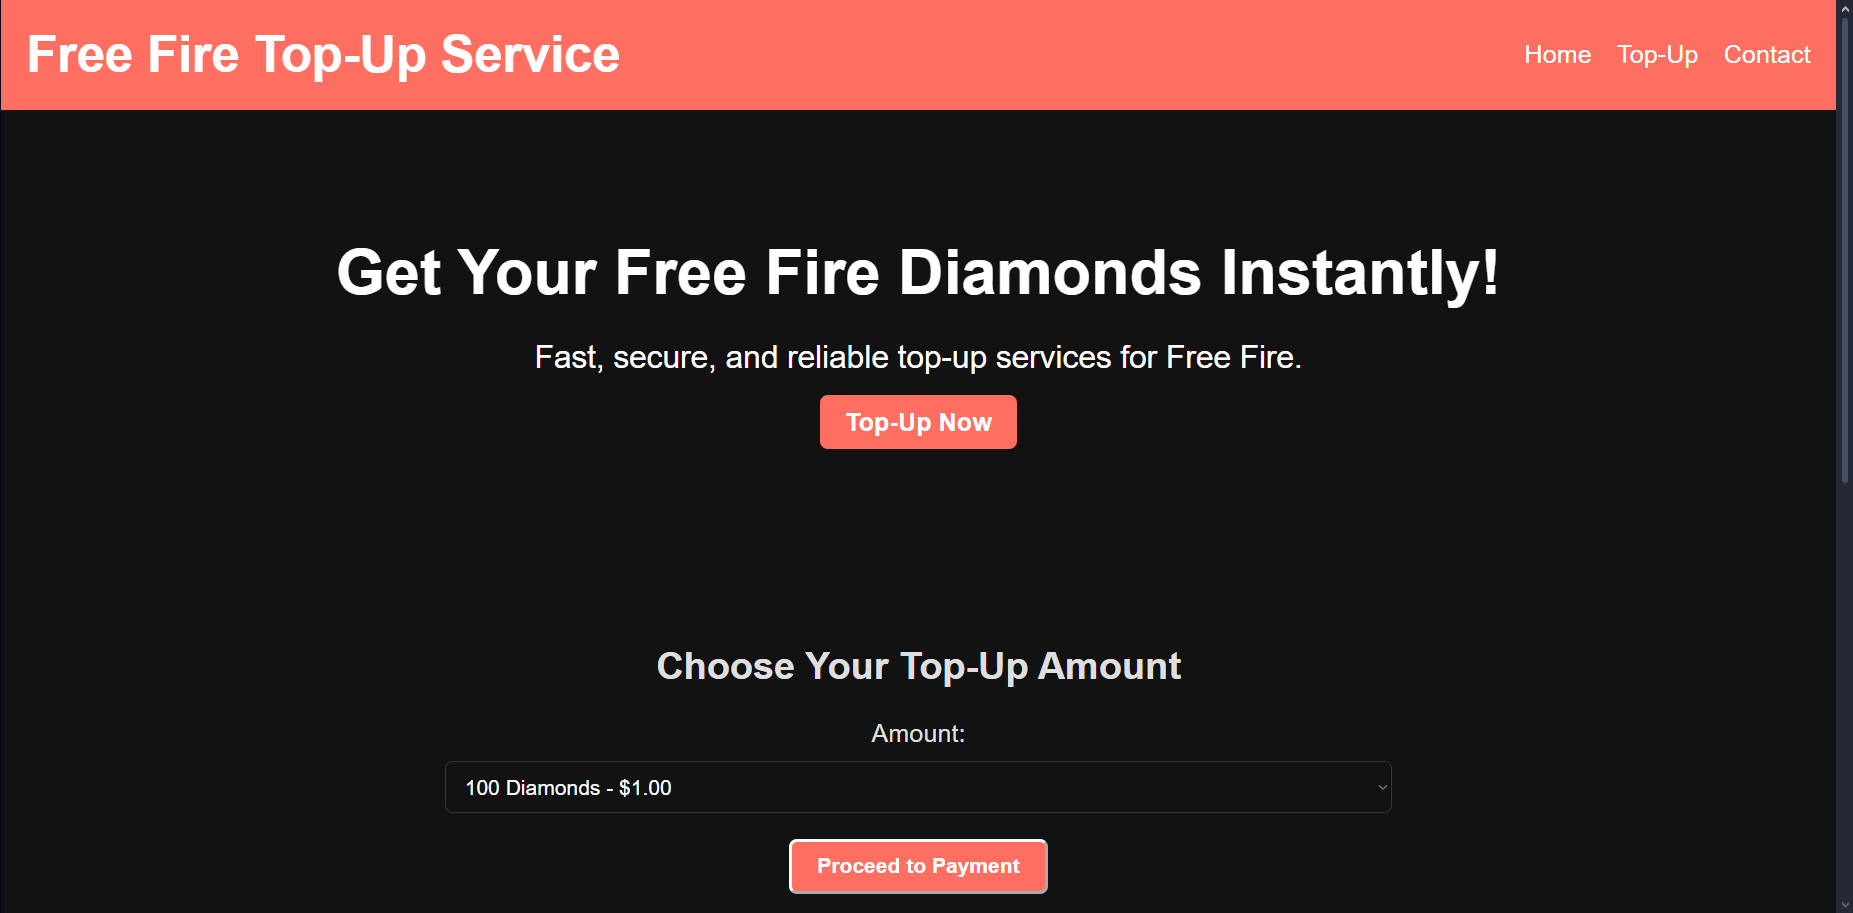 Free Fire Top-Up Service
Home Top-Up Contact
Get Your Free Fire Diamonds Instantly!
Fast, secure, and reliable top-up services for Free Fire.
Top-Up Now
Choose Your Top-Up Amount
Amount:
100 Diamonds - $1.00
Proceed to Payment